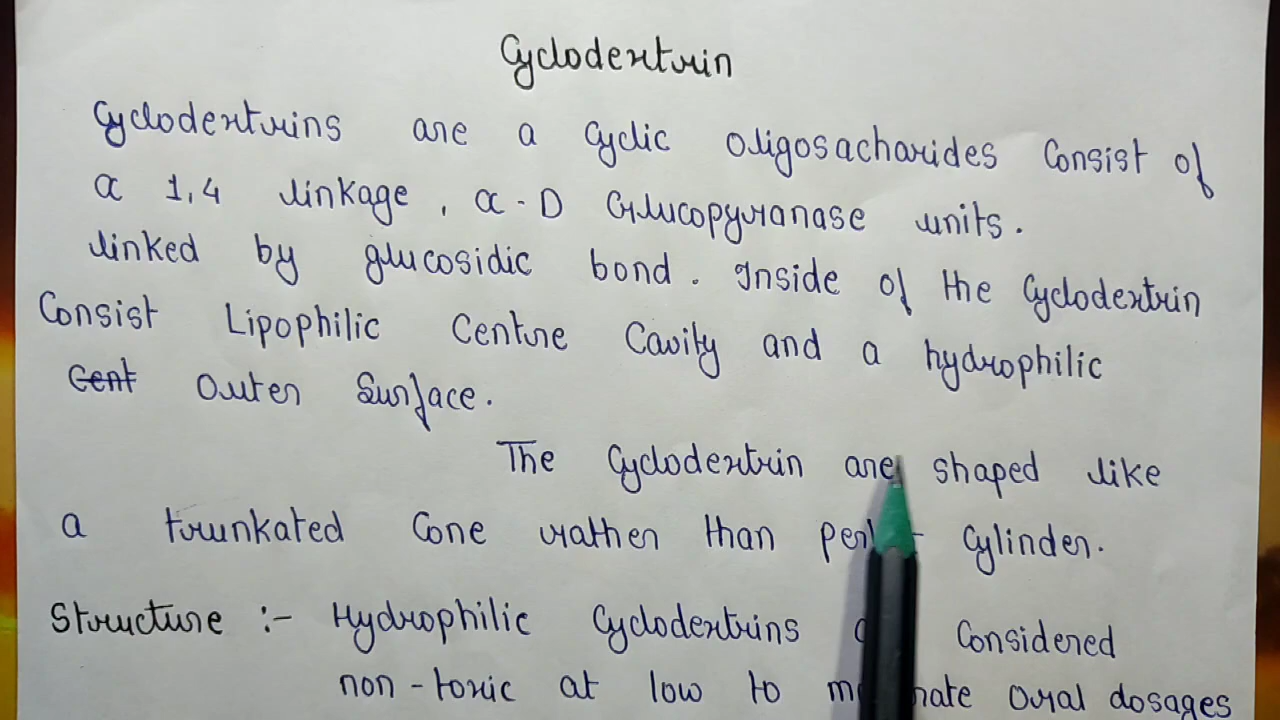 Cyclodextrin
Cyclodextrins are a cyclic oligosacharides Consist of
α 1,4 linkage, α-D Glucopyranase units.
linked by glucosidic bond. Inside of the Cyclodextrin
Consist Lipophilic Centre Cavity and a hydrophilic
Cent Outer Surface.
The Cyclodextrin are shaped like
a trunkated Cone rather than Cylinder.
Structure :- Hydrophilic Cyclodextrins Considered
non-toxic at low to oral dosages